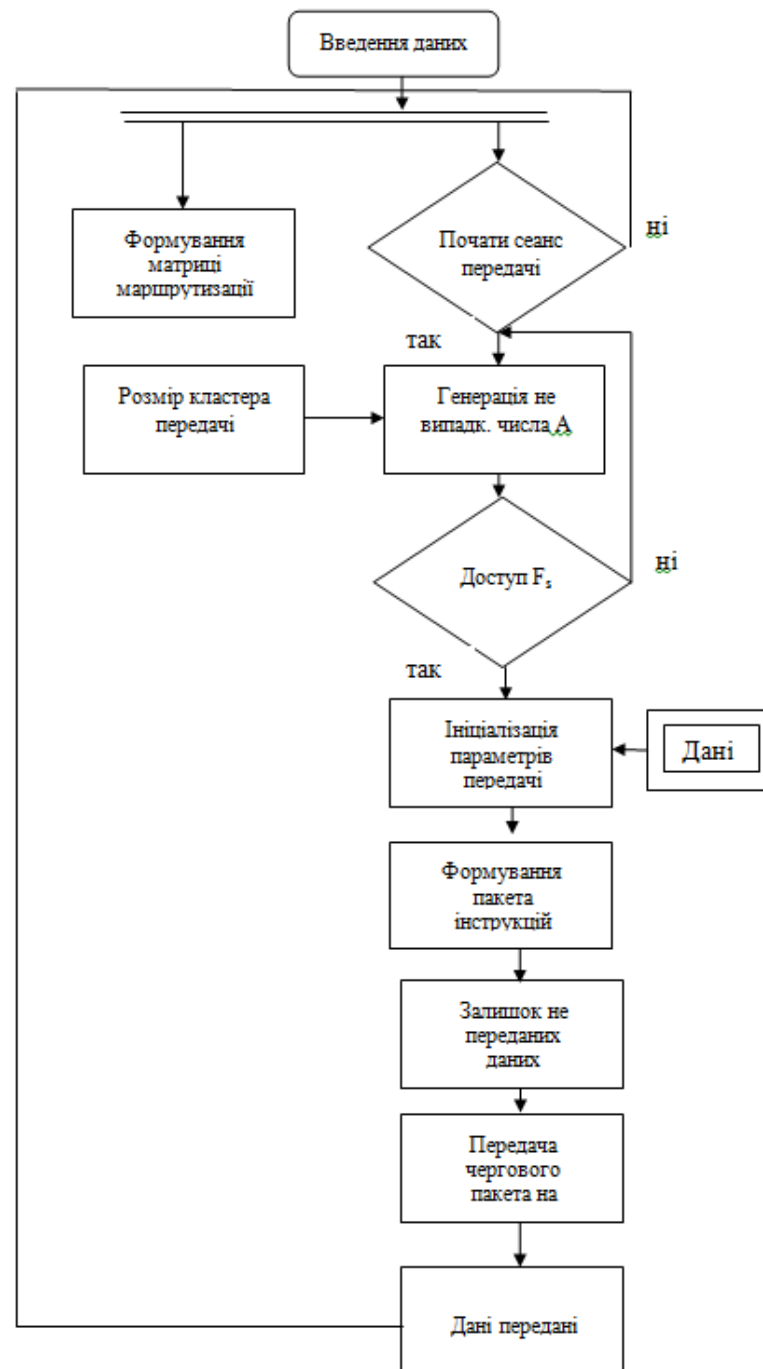 Введення даних
Формування
матриці
маршрутизації
Почати сеанс
передачі
ні
так
Розмір кластера
передачі
Генерація не
випадк. числа А
Доступ Fs
ні
так
Ініціалізація
параметрів
передачі
Дані
Формування
пакета
інструкцій
Залишок не
переданих
даних
Передача
чергового
пакета на
Дані передані